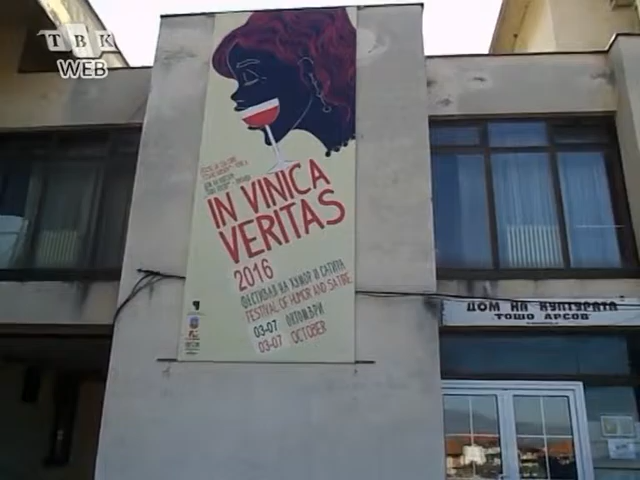 ТВК
WEB
IN VINICA
VERITAS
2016
ФЕСТИВАЛ НА ХУМОР И САТИРА
FESTIVAL OF HUMOR AND SATIRE
03-07 ОКТОМВРИ
03-07 OCTOBER
ДОМ НА КУЛТУРАТА
ТОШО АРСОВ